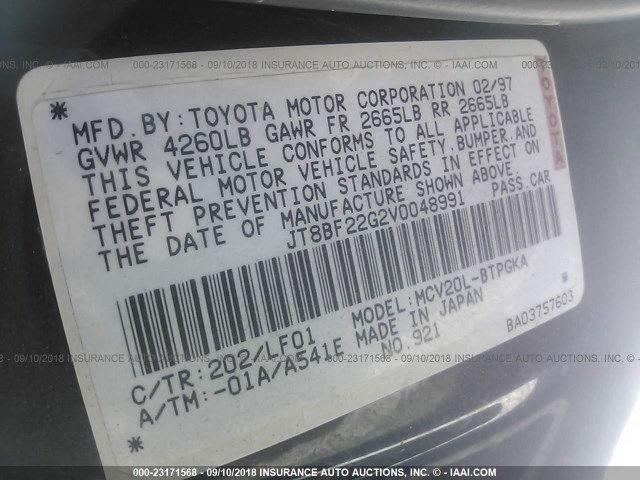 000-23171568 - 09/10/2018 INSURANCE AUTO AUCTIONS, INC. - © - WWW.IAAI.COM
* MFD. BY: TOYOTA MOTOR CORPORATION 02/97
GVWR 4260LB GAWR FR 2665LB RR 2665LB
THIS VEHICLE CONFORMS TO ALL APPLICABLE
FEDERAL MOTOR VEHICLE SAFETY, BUMPER, AND
THEFT PREVENTION STANDARDS IN EFFECT ON
THE DATE OF MANUFACTURE SHOWN ABOVE.
JT8BF22G2V0048991 PASS. CAR
TOYOTA
C/TR: 202/LF01 MODEL: MCV20L-BTPGKA
A/TM: -01A/A541E MADE IN JAPAN
NO. 921 BA03757603
*
000-23171568 - 09/10/2018 INSURANCE AUTO AUCTIONS, INC. - © - WWW.IAAI.COM